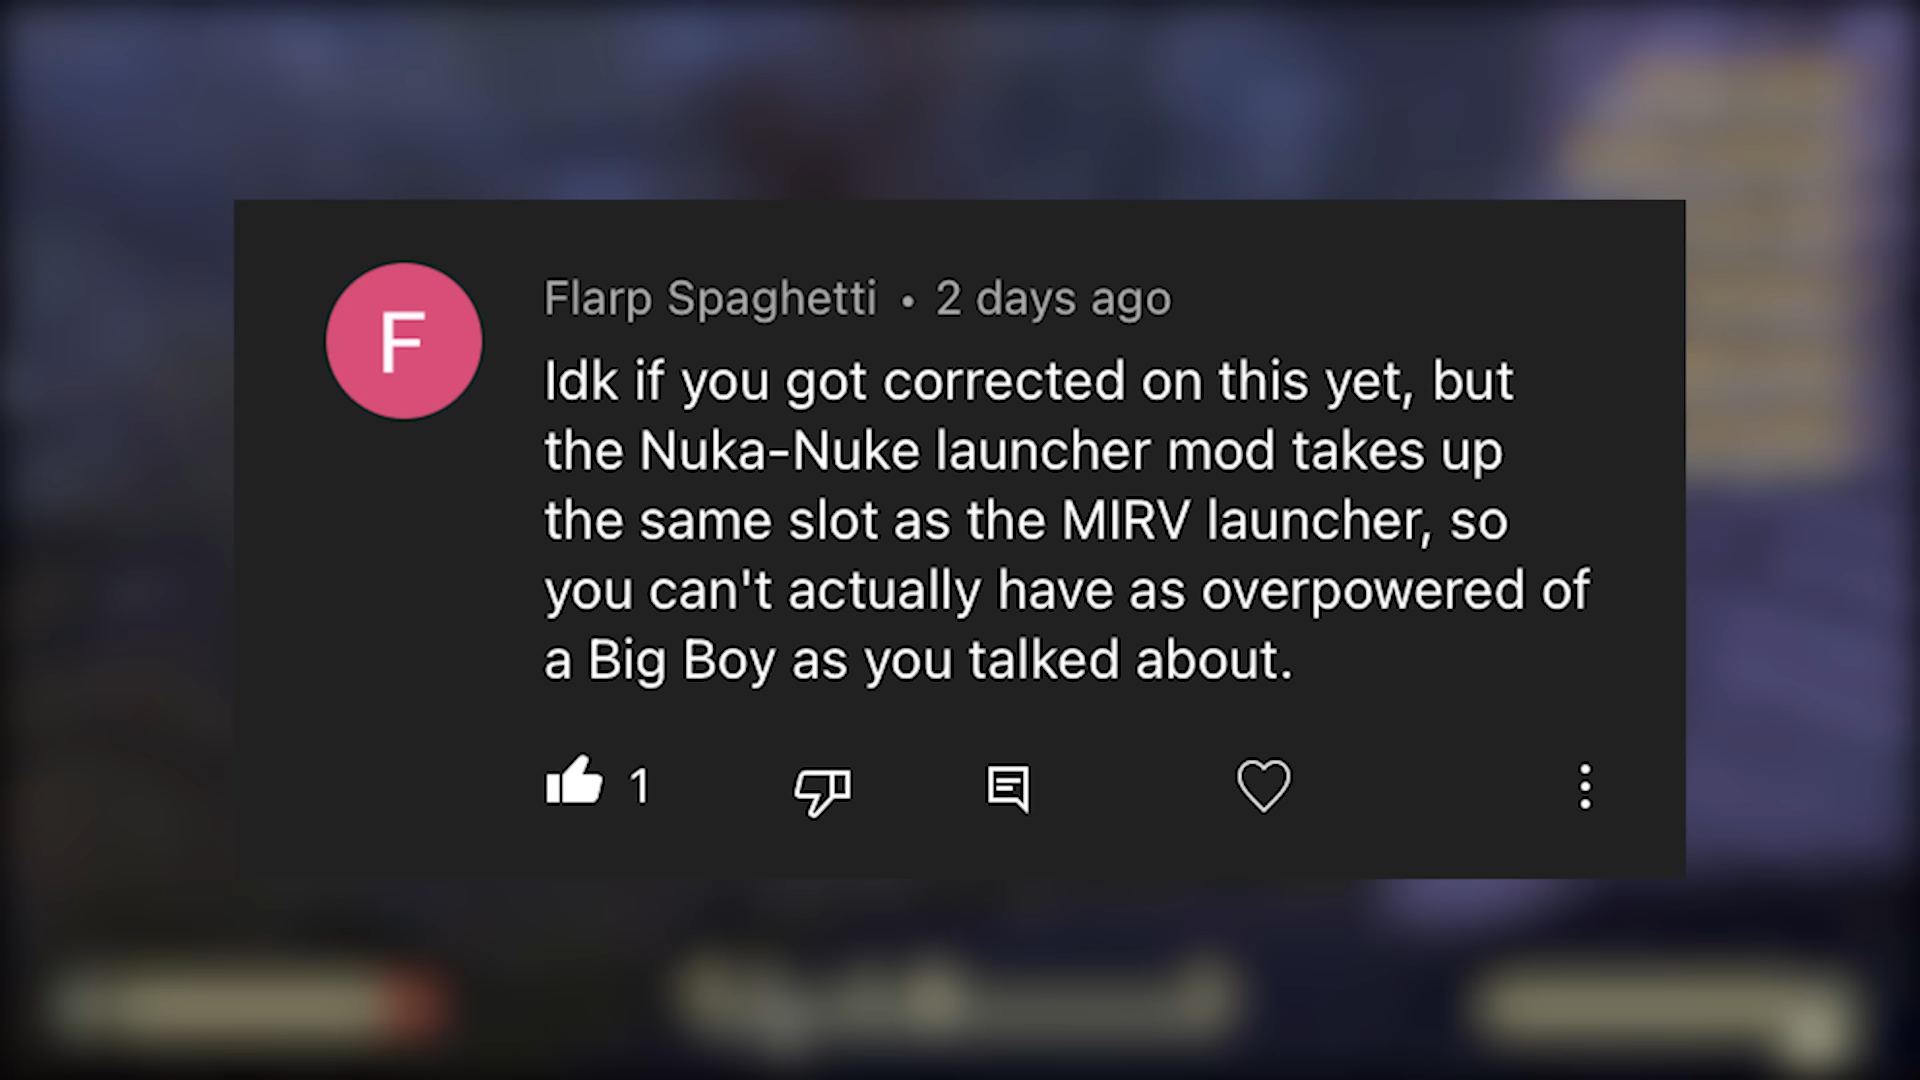 F
Flarp Spaghetti • 2 days ago
Idk if you got corrected on this yet, but
the Nuka-Nuke launcher mod takes up
the same slot as the MIRV launcher, so
you can't actually have as overpowered of
a Big Boy as you talked about.
1